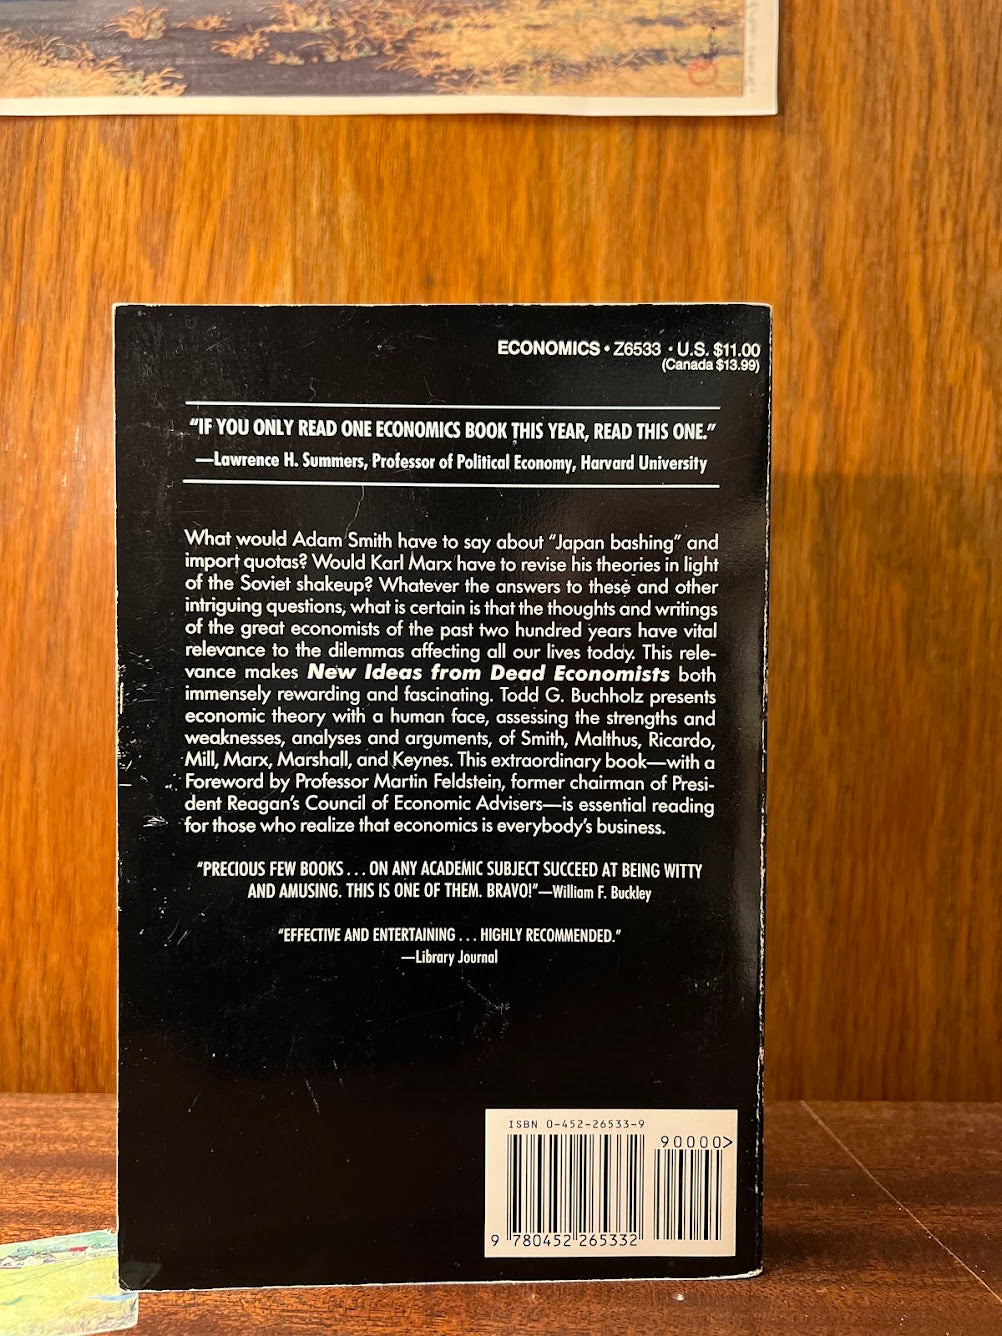 ECONOMICS • Z6533 • U.S. $11.00
(Canada $13.99)
“IF YOU ONLY READ ONE ECONOMICS BOOK THIS YEAR, READ THIS ONE.”
—Lawrence H. Summers, Professor of Political Economy, Harvard University
What would Adam Smith have to say about “Japan bashing” and
import quotas? Would Karl Marx have to revise his theories in light
of the Soviet shakeup? Whatever the answers to these and other
intriguing questions, what is certain is that the thoughts and writings
of the great economists of the past two hundred years have vital
relevance to the dilemmas affecting all our lives today. This rele-
vance makes New Ideas from Dead Economists both
immensely rewarding and fascinating. Todd G. Buchholz presents
economic theory with a human face, assessing the strengths and
weaknesses, analyses and arguments, of Smith, Malthus, Ricardo,
Mill, Marx, Marshall, and Keynes. This extraordinary book—with a
Foreword by Professor Martin Feldstein, former chairman of Presi-
dent Reagan’s Council of Economic Advisers—is essential reading
for those who realize that economics is everybody’s business.
“PRECIOUS FEW BOOKS . . . ON ANY ACADEMIC SUBJECT SUCCEED AT BEING WITTY
AND AMUSING. THIS IS ONE OF THEM. BRAVO!”—William F. Buckley
“EFFECTIVE AND ENTERTAINING . . . HIGHLY RECOMMENDED.”
—Library Journal
ISBN 0-452-26533-9
90000>
9 780452 265332